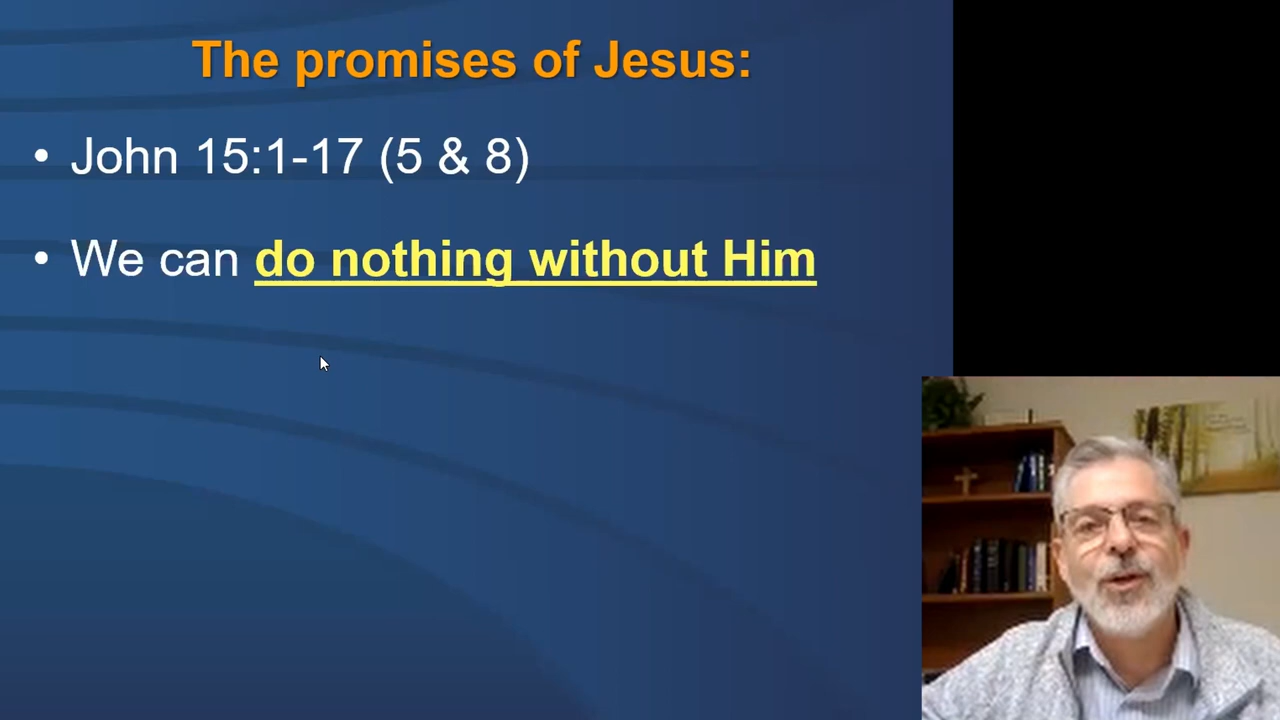 The promises of Jesus:
• John 15:1-17 (5 & 8)
• We can do nothing without Him